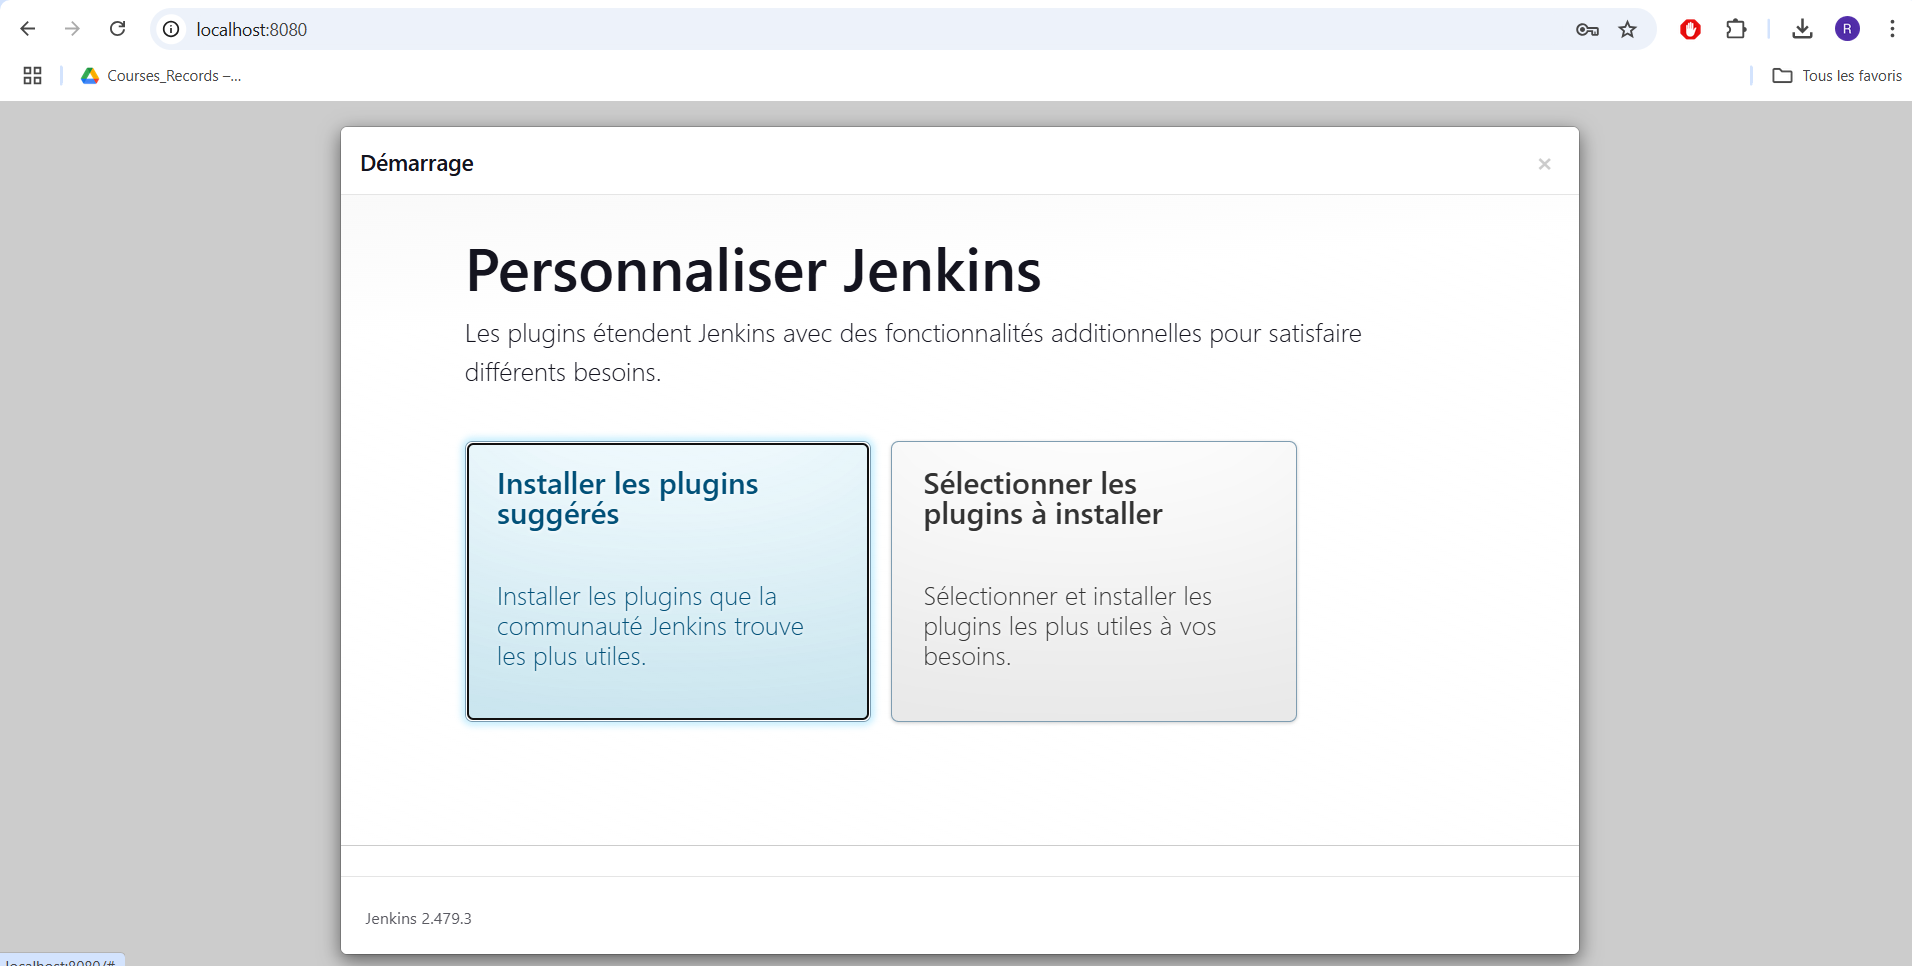 localhost:8080
R
Courses_Records –...
Tous les favoris
Démarrage
×
Personnaliser Jenkins
Les plugins étendent Jenkins avec des fonctionnalités additionnelles pour satisfaire
différents besoins.
Installer les plugins
suggérés
Installer les plugins que la
communauté Jenkins trouve
les plus utiles.
Sélectionner les
plugins à installer
Sélectionner et installer les
plugins les plus utiles à vos
besoins.
Jenkins 2.479.3
localhost:8080/#